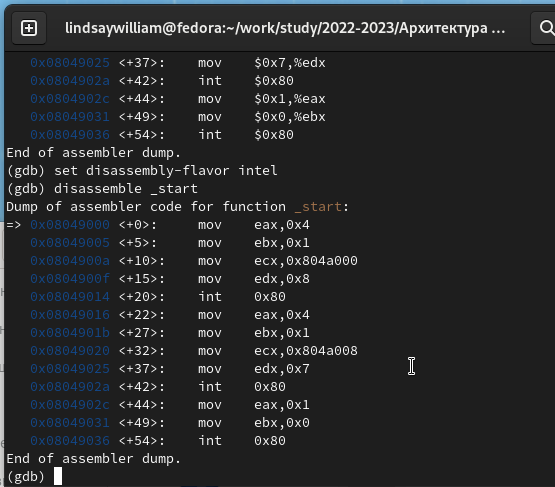 lindsaywilliam@fedora:~/work/study/2022-2023/Архитектура ...
0x08049025 <+37>: mov $0x7,%edx
0x0804902a <+42>: int $0x80
0x0804902c <+44>: mov $0x1,%eax
0x08049031 <+49>: mov $0x0,%ebx
0x08049036 <+54>: int $0x80
End of assembler dump.
(gdb) set disassembly-flavor intel
(gdb) disassemble _start
Dump of assembler code for function _start:
=> 0x08049000 <+0>: mov eax,0x4
0x08049005 <+5>: mov ebx,0x1
0x0804900a <+10>: mov ecx,0x804a000
0x0804900f <+15>: mov edx,0x8
0x08049014 <+20>: int 0x80
0x08049016 <+22>: mov eax,0x4
0x0804901b <+27>: mov ebx,0x1
0x08049020 <+32>: mov ecx,0x804a008
0x08049025 <+37>: mov edx,0x7
0x0804902a <+42>: int 0x80
0x0804902c <+44>: mov eax,0x1
0x08049031 <+49>: mov ebx,0x0
0x08049036 <+54>: int 0x80
End of assembler dump.
(gdb)